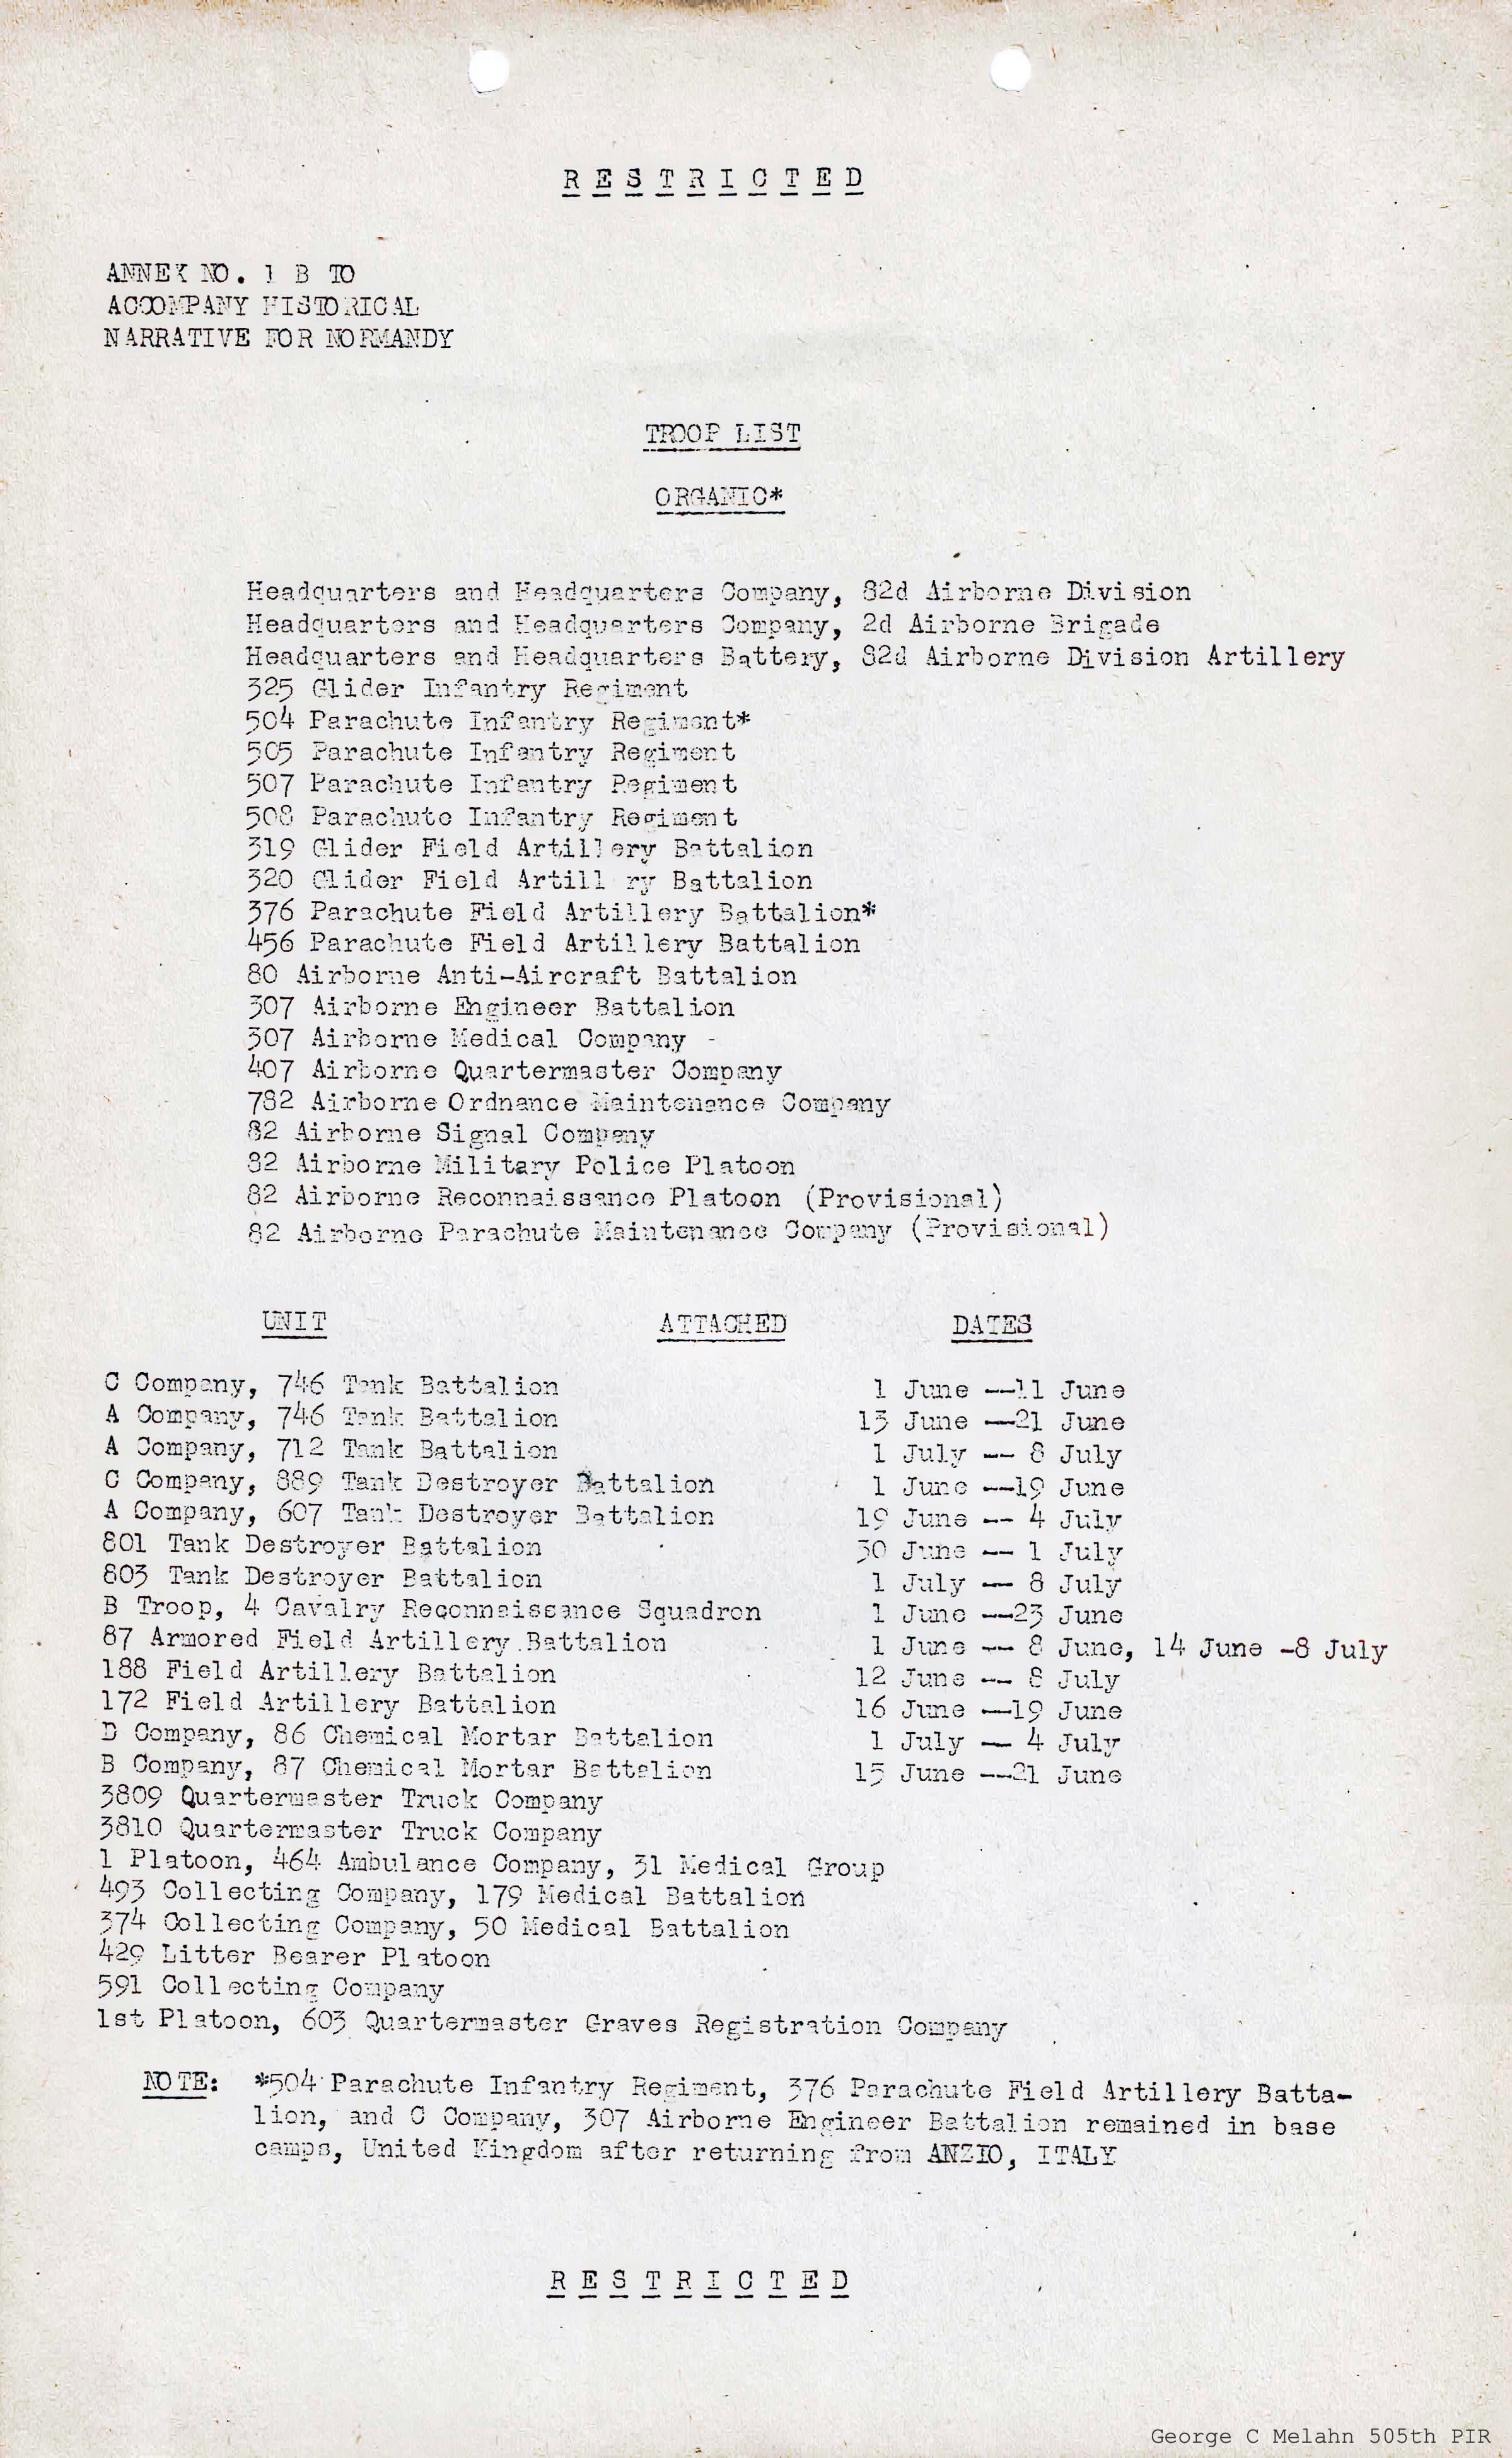 RESTRICTED
ANNEX NO. 1 B TO
ACCOMPANY HISTORICAL
NARRATIVE FOR NORMANDY
TROOP LIST
ORGANIC*
Headquarters and Headquarters Company, 82d Airborne Division
Headquarters and Headquarters Company, 2d Airborne Brigade
Headquarters and Headquarters Battery, 82d Airborne Division Artillery
325 Glider Infantry Regiment
504 Parachute Infantry Regiment*
505 Parachute Infantry Regiment
507 Parachute Infantry Regiment
508 Parachute Infantry Regiment
319 Glider Field Artillery Battalion
320 Glider Field Artill ry Battalion
376 Parachute Field Artillery Battalion*
456 Parachute Field Artillery Battalion
80 Airborne Anti-Aircraft Battalion
307 Airborne Engineer Battalion
307 Airborne Medical Company
407 Airborne Quartermaster Company
782 Airborne Ordnance Maintenance Company
82 Airborne Signal Company
82 Airborne Military Police Platoon
82 Airborne Reconnaissance Platoon (Provisional)
82 Airborne Parachute Maintenance Company (Provisional)
UNIT ATTACHED DATES
C Company, 746 Tank Battalion 1 June --11 June
A Company, 746 Tank Battalion 13 June --21 June
A Company, 712 Tank Battalion 1 July -- 8 July
C Company, 889 Tank Destroyer Battalion 1 June --19 June
A Company, 607 Tank Destroyer Battalion 19 June -- 4 July
801 Tank Destroyer Battalion 30 June -- 1 July
803 Tank Destroyer Battalion 1 July -- 8 July
B Troop, 4 Cavalry Reconnaissance Squadron 1 June --23 June
87 Armored Field Artillery Battalion 1 June -- 8 June, 14 June -8 July
188 Field Artillery Battalion 12 June -- 8 July
172 Field Artillery Battalion 16 June --19 June
D Company, 86 Chemical Mortar Battalion 1 July -- 4 July
B Company, 87 Chemical Mortar Battalion 15 June --21 June
3809 Quartermaster Truck Company
3810 Quartermaster Truck Company
1 Platoon, 464 Ambulance Company, 31 Medical Group
493 Collecting Company, 179 Medical Battalion
374 Collecting Company, 50 Medical Battalion
429 Litter Bearer Platoon
591 Collecting Company
1st Platoon, 603 Quartermaster Graves Registration Company
NOTE: *504 Parachute Infantry Regiment, 376 Parachute Field Artillery Batta-
lion, and C Company, 307 Airborne Engineer Battalion remained in base
camps, United Kingdom after returning from ANZIO, ITALY
RESTRICTED
George C Melahn 505th PIR